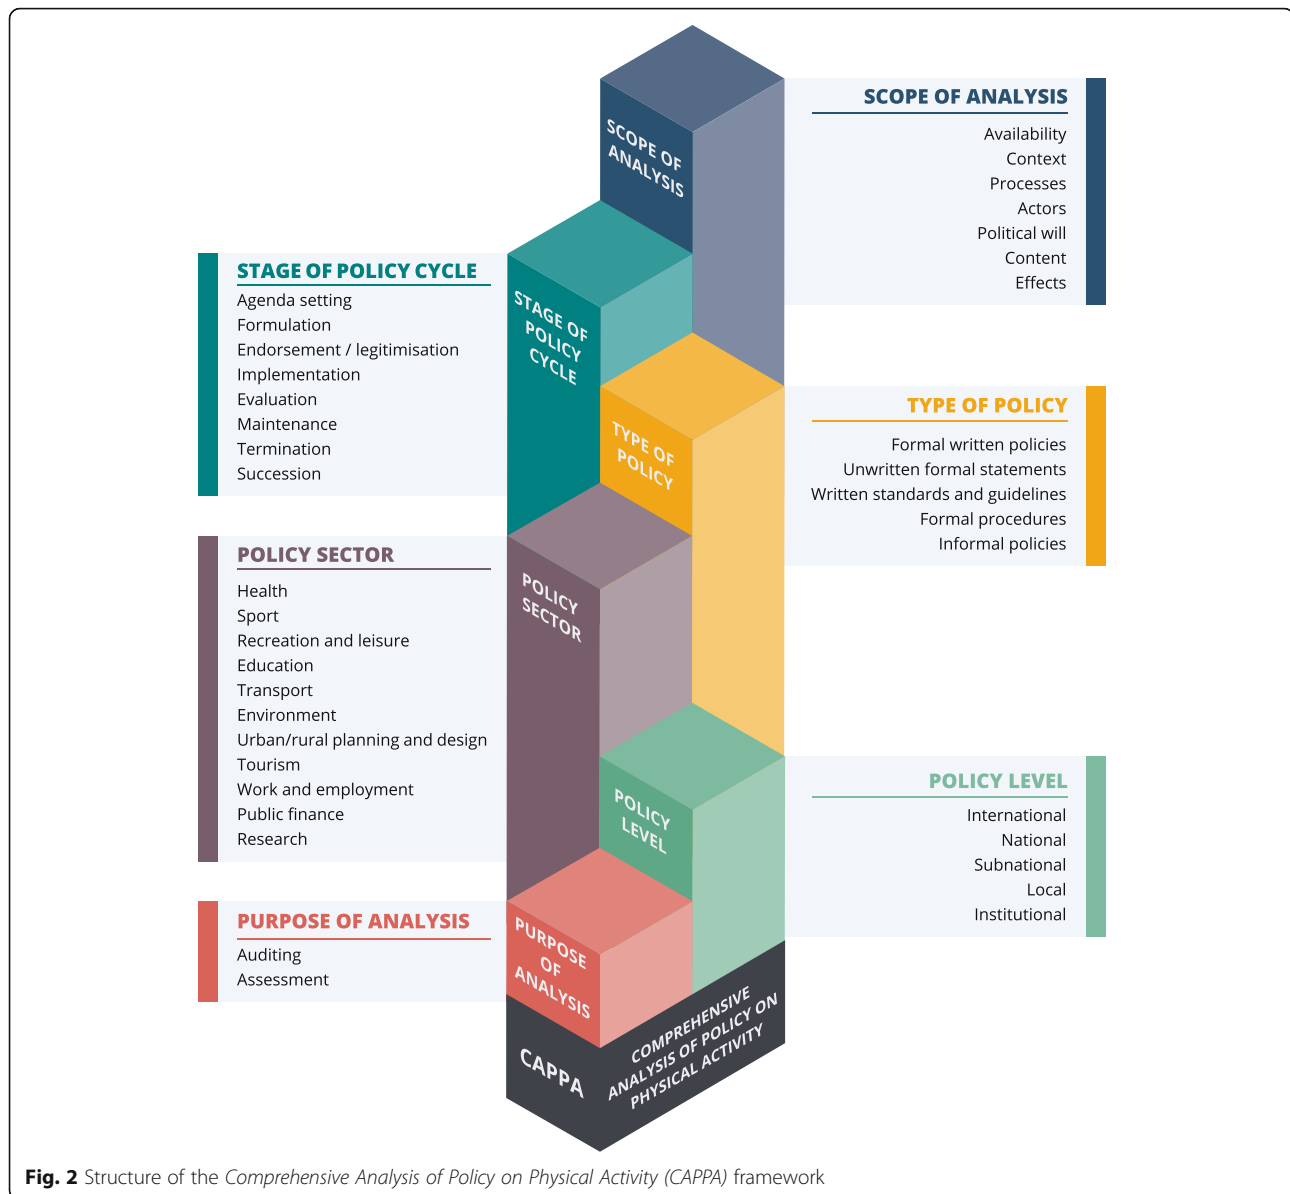 SCOPE OF ANALYSIS
Availability
Context
Processes
Actors
Political will
Content
Effects
SCOPE OF
ANALYSIS
STAGE OF POLICY CYCLE
Agenda setting
Formulation
Endorsement / legitimisation
Implementation
Evaluation
Maintenance
Termination
Succession
STAGE OF
POLICY
CYCLE
TYPE OF POLICY
Formal written policies
Unwritten formal statements
Written standards and guidelines
Formal procedures
Informal policies
TYPE OF
POLICY
POLICY SECTOR
Health
Sport
Recreation and leisure
Education
Transport
Environment
Urban/rural planning and design
Tourism
Work and employment
Public finance
Research
POLICY
SECTOR
POLICY LEVEL
International
National
Subnational
Local
Institutional
POLICY
LEVEL
PURPOSE OF ANALYSIS
Auditing
Assessment
PURPOSE
OF
ANALYSIS
CAPPA
COMPREHENSIVE
ANALYSIS OF POLICY ON
PHYSICAL ACTIVITY
Fig. 2 Structure of the Comprehensive Analysis of Policy on Physical Activity (CAPPA) framework